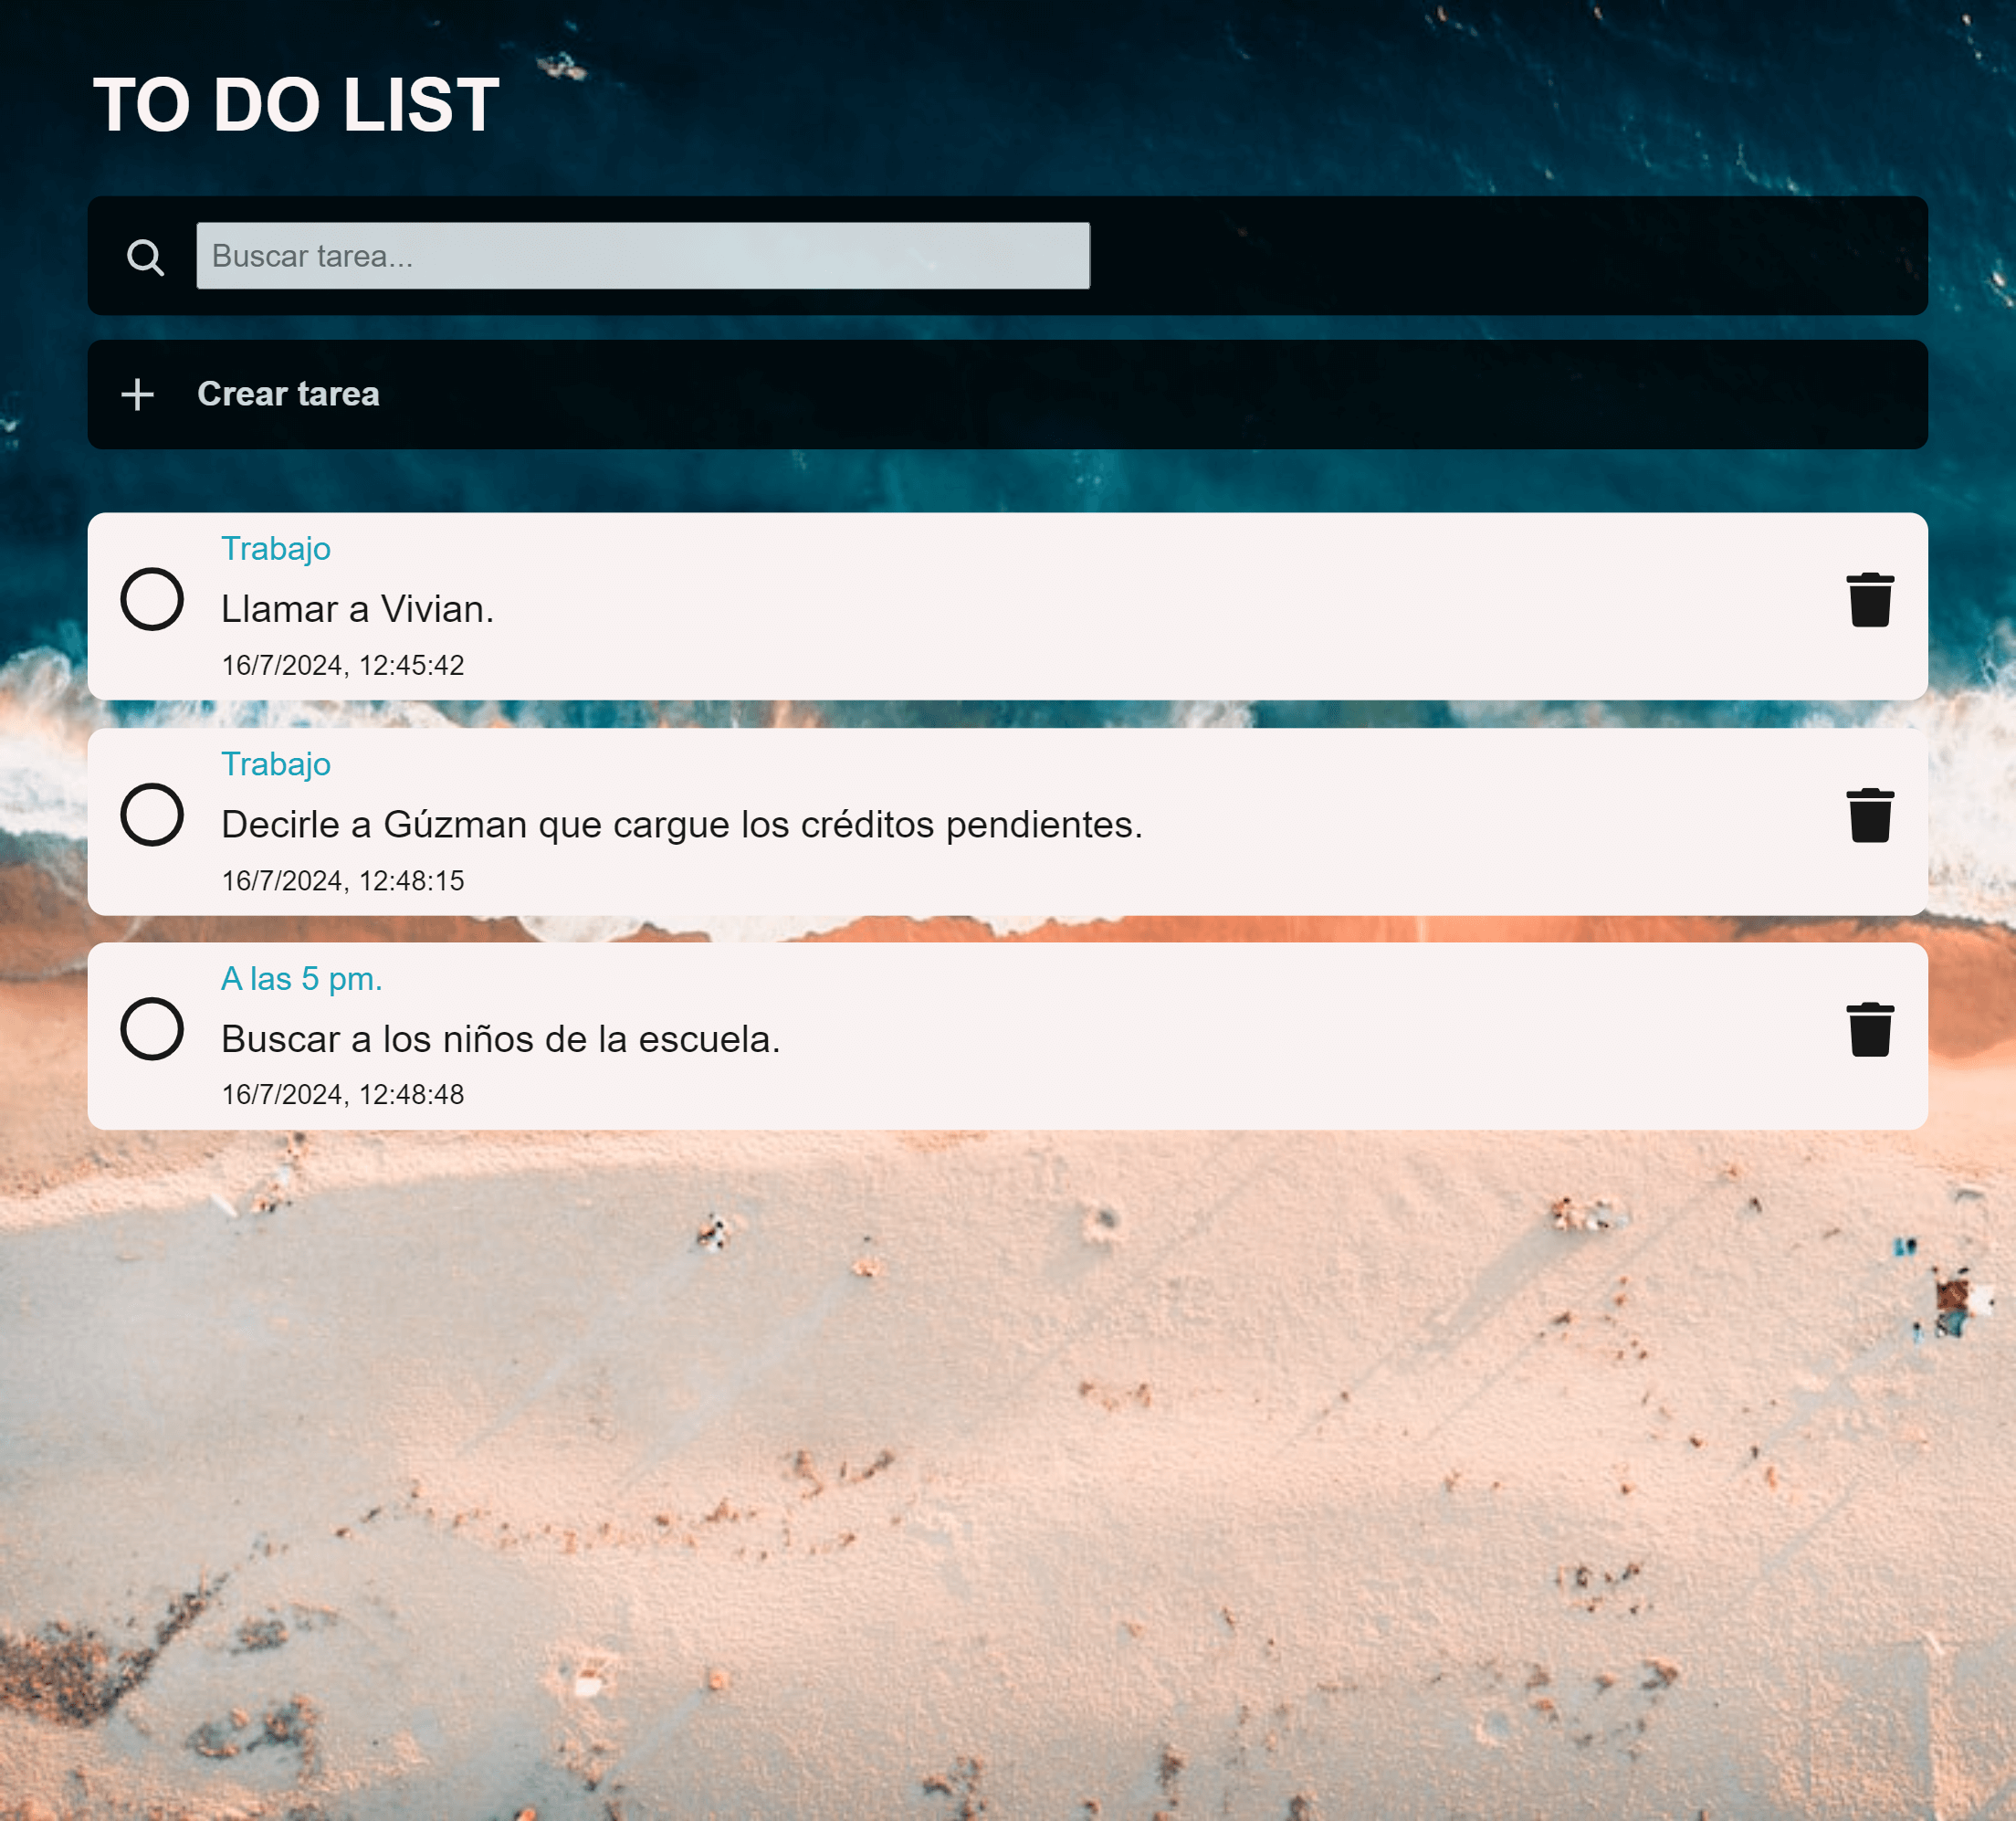 TO DO LIST
Buscar tarea...
Crear tarea
Trabajo
Llamar a Vivian.
16/7/2024, 12:45:42
Trabajo
Decirle a Gúzman que cargue los créditos pendientes.
16/7/2024, 12:48:15
A las 5 pm.
Buscar a los niños de la escuela.
16/7/2024, 12:48:48